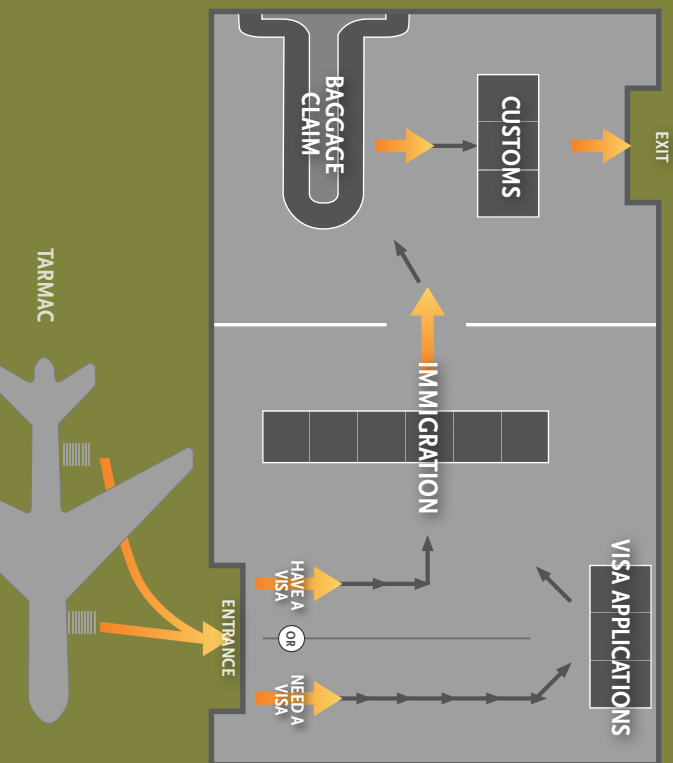 EXIT
VISA APPLICATIONS
CUSTOMS
IMMIGRATION
BAGGAGE
CLAIM
HAVE A
VISA
OR
NEED A
VISA
ENTRANCE
TARMAC